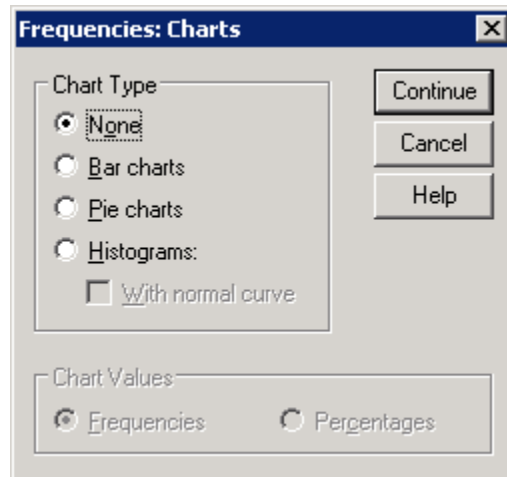 Frequencies: Charts
Chart Type
None
Bar charts
Pie charts
Histograms:
With normal curve
Continue
Cancel
Help
Chart Values
Frequencies
Percentages